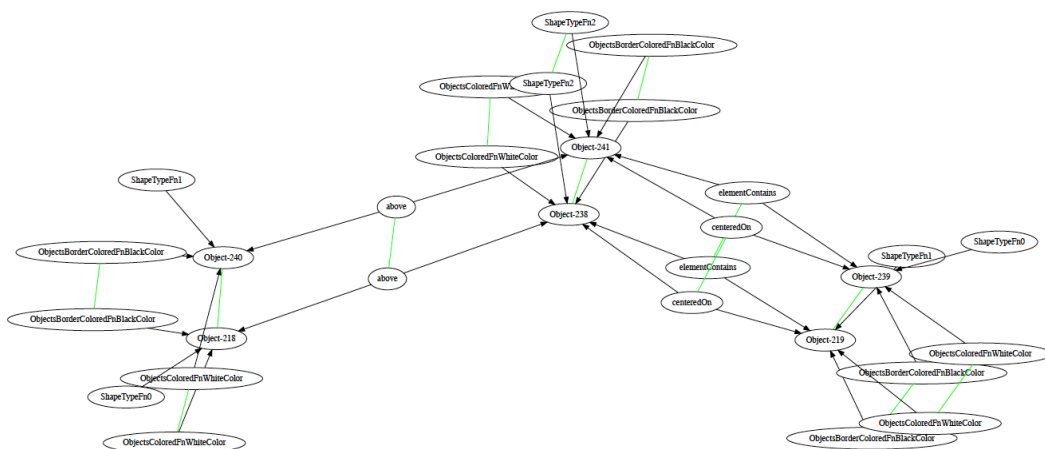 ShapeTypeFn2
ObjectsBorderColoredFnBlackColor
ObjectsColoredFnWh
ShapeTypeFn2
ObjectsBorderColoredFnBlackColor
Object-241
ObjectsColoredFnWhiteColor
ShapeTypeFn1
elementContains
above
Object-238
centeredOn
ShapeTypeFn0
ObjectsBorderColoredFnBlackColor
Object-240
ShapeTypeFn1
elementContains
above
Object-239
centeredOn
ObjectsBorderColoredFnBlackColor
Object-218
Object-219
ObjectsColoredFnWhiteColor
ObjectsColoredFnWhiteColor
ObjectsBorderColoredFnBlackColor
ShapeTypeFn0
ObjectsColoredFnWhiteColor
ObjectsColoredFnWhiteColor
ObjectsBorderColoredFnBlackColor